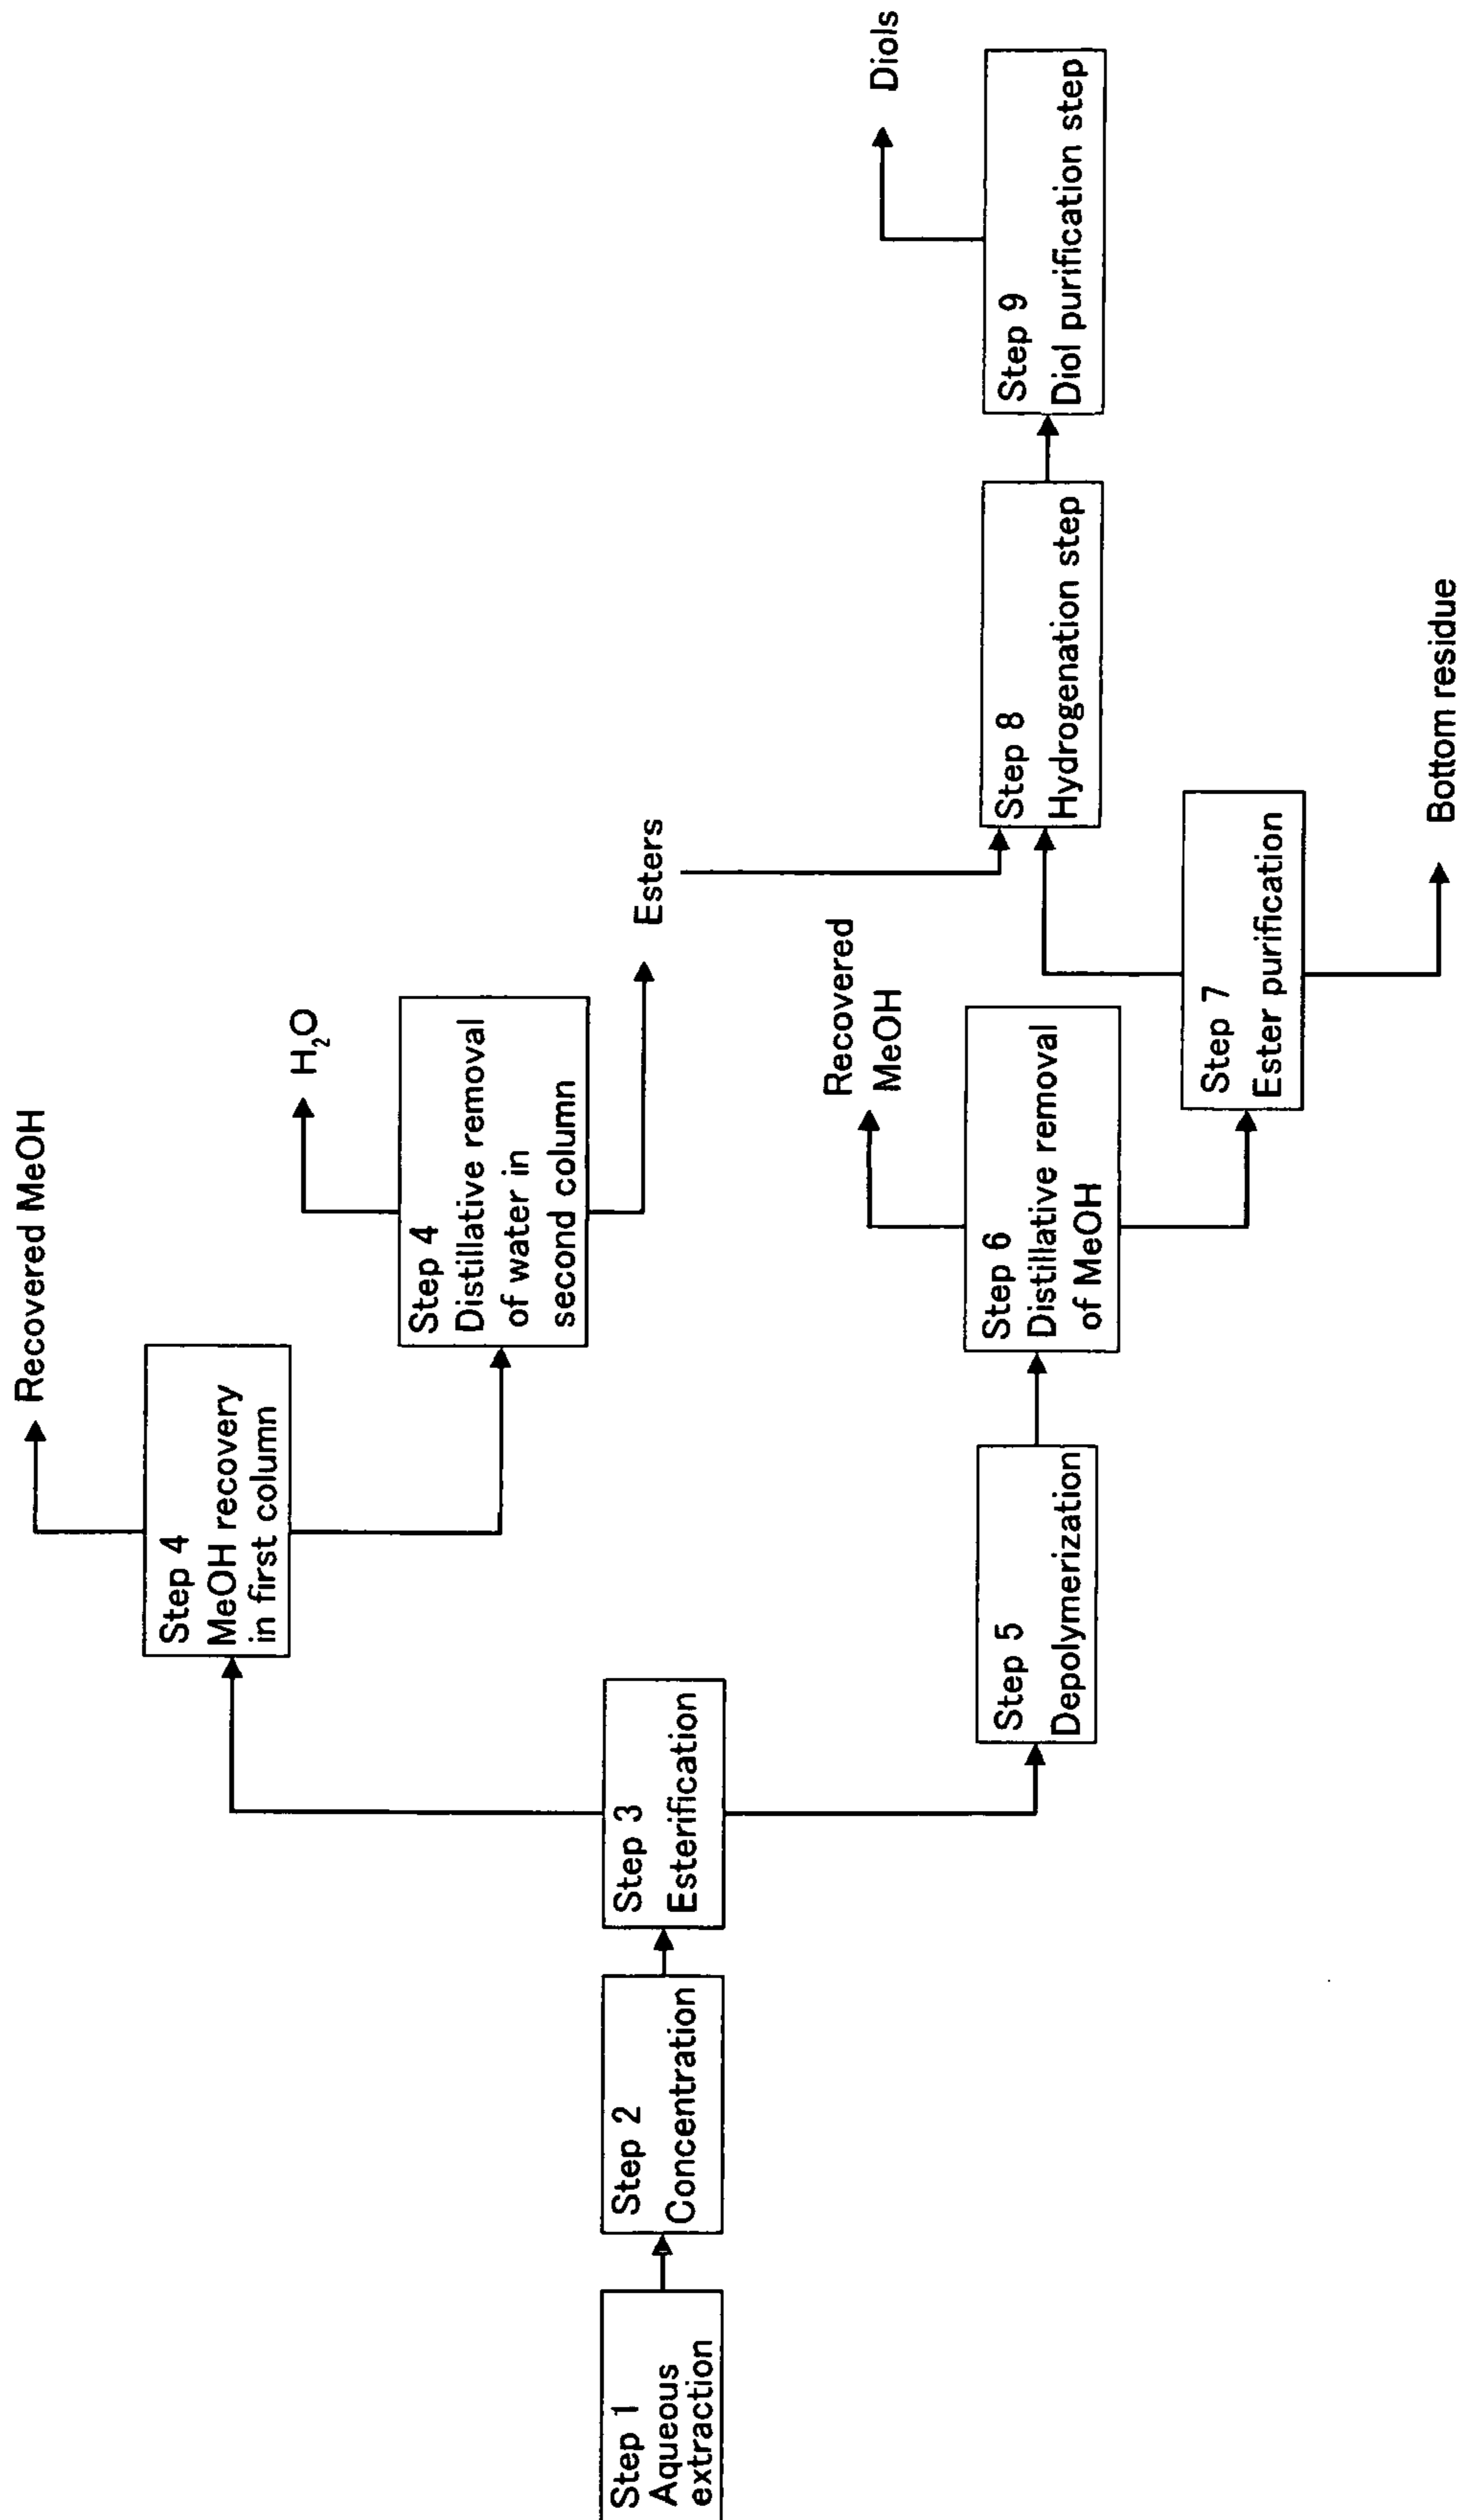 Step 1
Aqueous
extraction
Step 2
Concentration
Step 3
Esterification
Step 4
MeOH recovery
in first column
Recovered MeOH
Step 4
Distillative removal
of water in
second column
H₂O
Esters
Step 5
Depolymerization
Step 6
Distillative removal
of MeOH
Recovered
MeOH
Step 7
Ester purification
Bottom residue
Step 8
Hydrogenation step
Step 9
Diol purification step
Diols